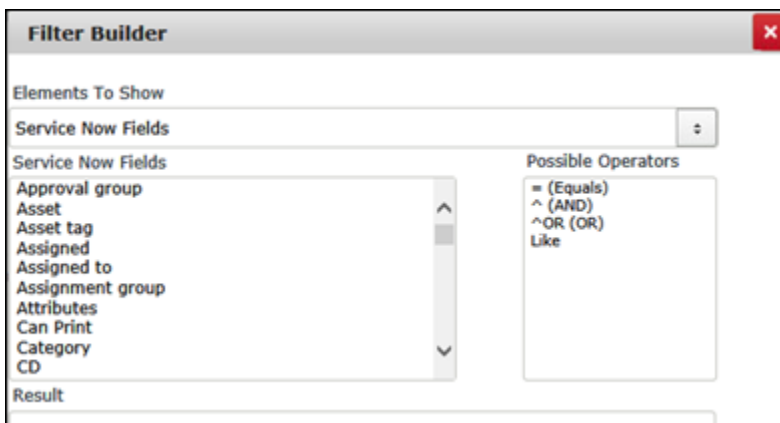 Filter Builder
Elements To Show
Service Now Fields
Service Now Fields
Possible Operators
Approval group
Asset
Asset tag
Assigned
Assigned to
Assignment group
Attributes
Can Print
Category
CD
= (Equals)
^ (AND)
^OR (OR)
Like
Result